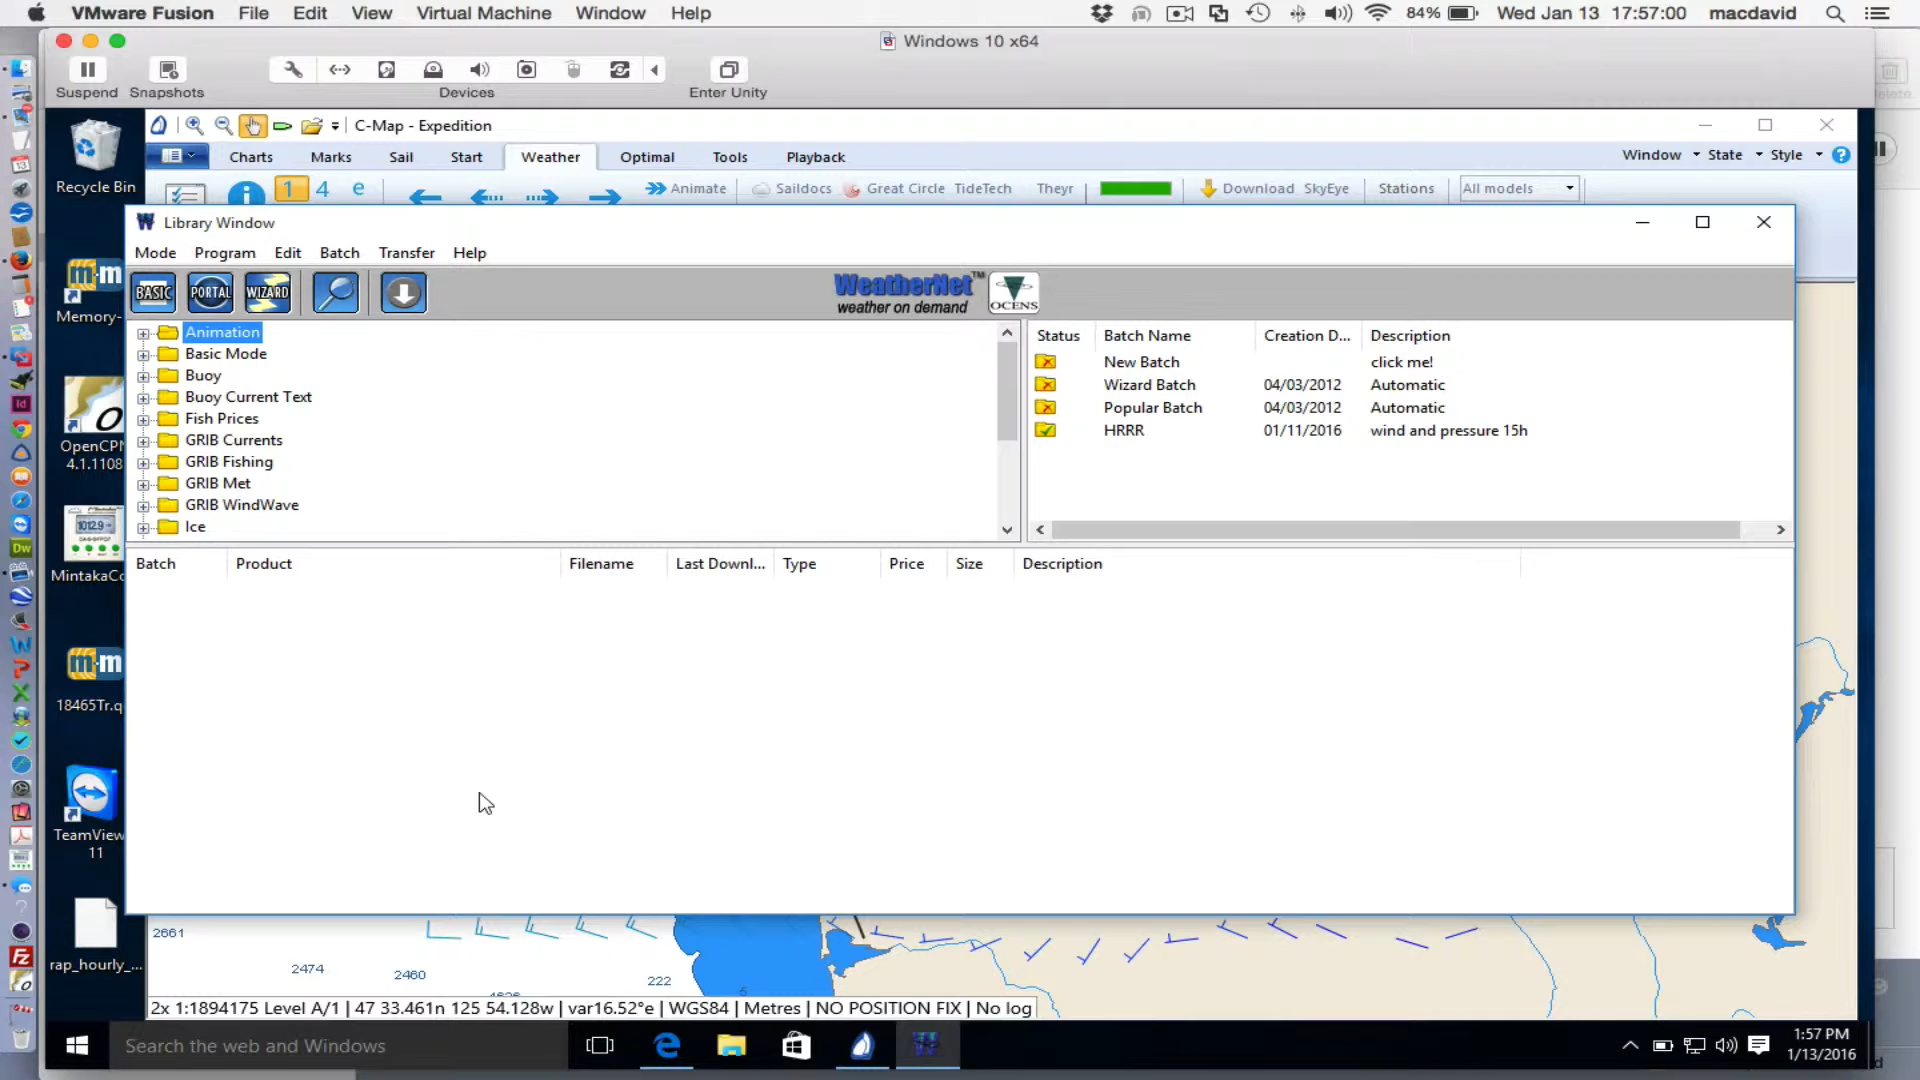 VMware Fusion File Edit View Virtual Machine Window Help 84% Wed Jan 13 17:57:00 macdavid
Windows 10 x64
Suspend Snapshots Devices Enter Unity
C-Map - Expedition
Charts Marks Sail Start Weather Optimal Tools Playback Window State Style
1 4 e Animate Saildocs Great Circle TideTech Theyr Download SkyEye Stations All models
Recycle Bin
Library Window
Mode Program Edit Batch Transfer Help
BASIC PORTAL WIZARD
WeatherNet™
weather on demand
OCENS
Animation
Basic Mode
Buoy
Buoy Current Text
Fish Prices
GRIB Currents
GRIB Fishing
GRIB Met
GRIB WindWave
Ice
Status Batch Name Creation D... Description
New Batch click me!
Wizard Batch 04/03/2012 Automatic
Popular Batch 04/03/2012 Automatic
HRRR 01/11/2016 wind and pressure 15h
Batch Product Filename Last Downl... Type Price Size Description
m-m
Memory-
OpenCPN
4.1.1108
1012.9
MintakaCo
m-m
18465Tr.q
TeamView
11
rap_hourly_...
Id
Dw
Fz
2661
2474
2460
222
5
2x 1:1894175 Level A/1 | 47 33.461n 125 54.128w | var16.52°e | WGS84 | Metres | NO POSITION FIX | No log
Search the web and Windows
1:57 PM
1/13/2016